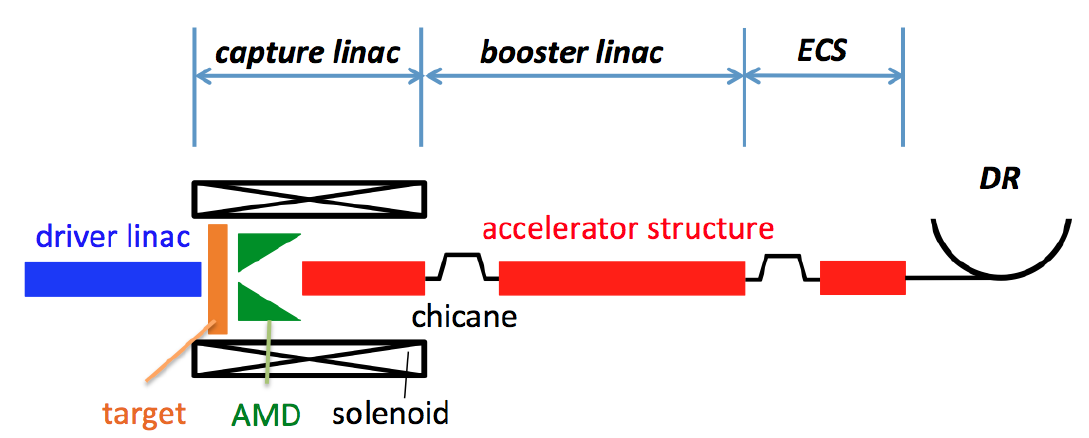 capture linac
booster linac
ECS
DR
driver linac
accelerator structure
chicane
target
AMD
solenoid